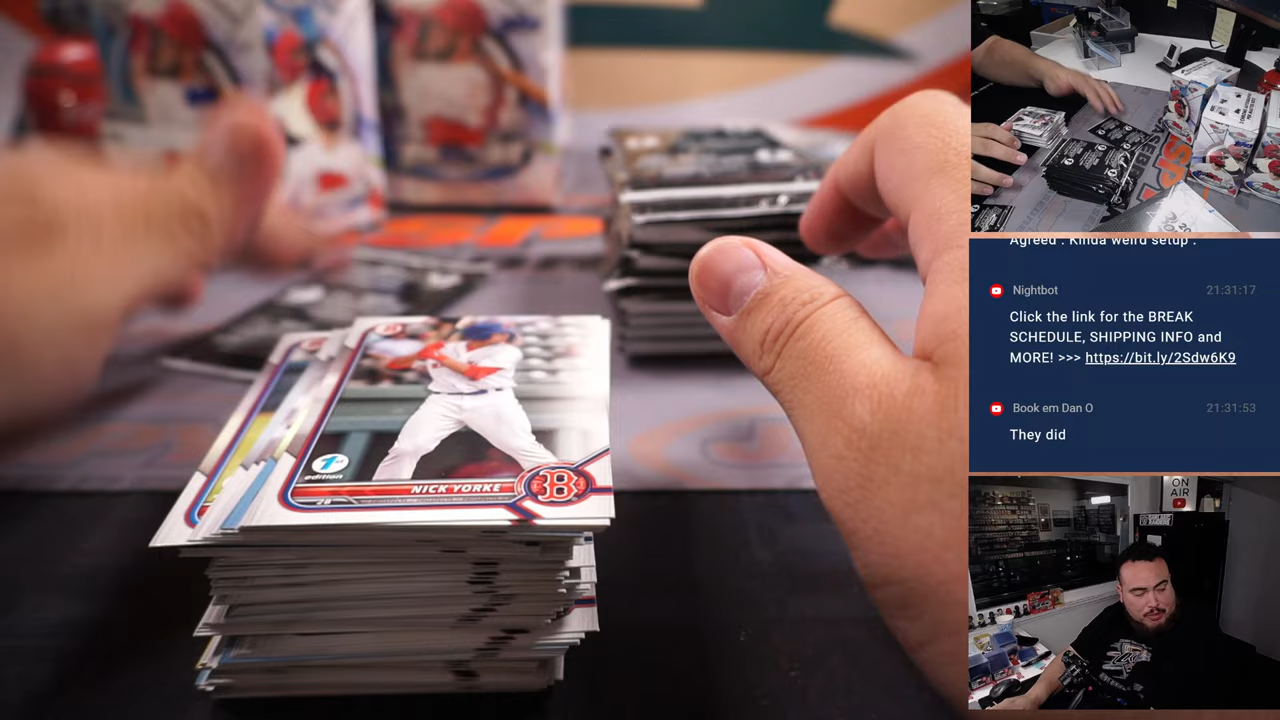 1st
edition
NICK YORKE
2B
B
Agreed . Kinda weird setup .
Nightbot
21:31:17
Click the link for the BREAK
SCHEDULE, SHIPPING INFO and
MORE! >>> https://bit.ly/2Sdw6K9
Book em Dan O
21:31:53
They did
ON
AIR